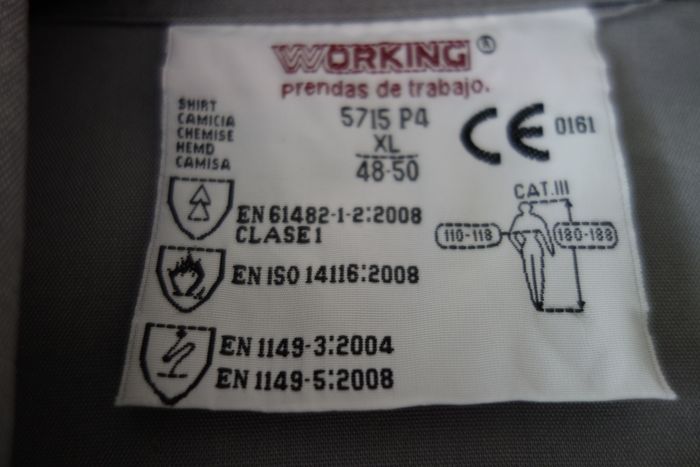 WORKING ®
prendas de trabajo.
SHIRT
CAMICIA
CHEMISE
HEMD
CAMISA
5715 P4
XL
48-50
CE 0161
EN 61482-1-2:2008
CLASE 1
CAT.III
110-118
180-188
EN ISO 14116:2008
EN 1149-3:2004
EN 1149-5:2008